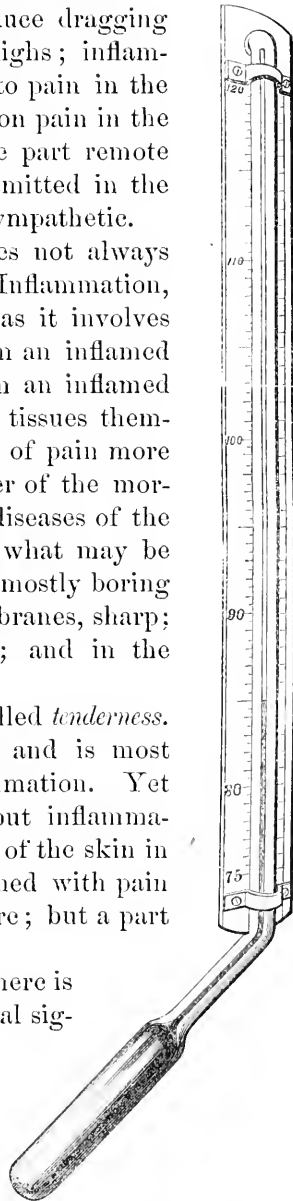 uce dragging
ighs; inflam-
to pain in the
on pain in the
e part remote
mitted in the
ympathetic.
es not always
Inflammation,
as it involves
n an inflamed
n an inflamed
tissues them-
of pain more
er of the mor-
diseases of the
what may be
mostly boring
branes, sharp;
; and in the
lled tenderness.
and is most
mation. Yet
out inflamma-
of the skin in
ned with pain
re; but a part
here is
al sig-
120
110
100
90
80
75